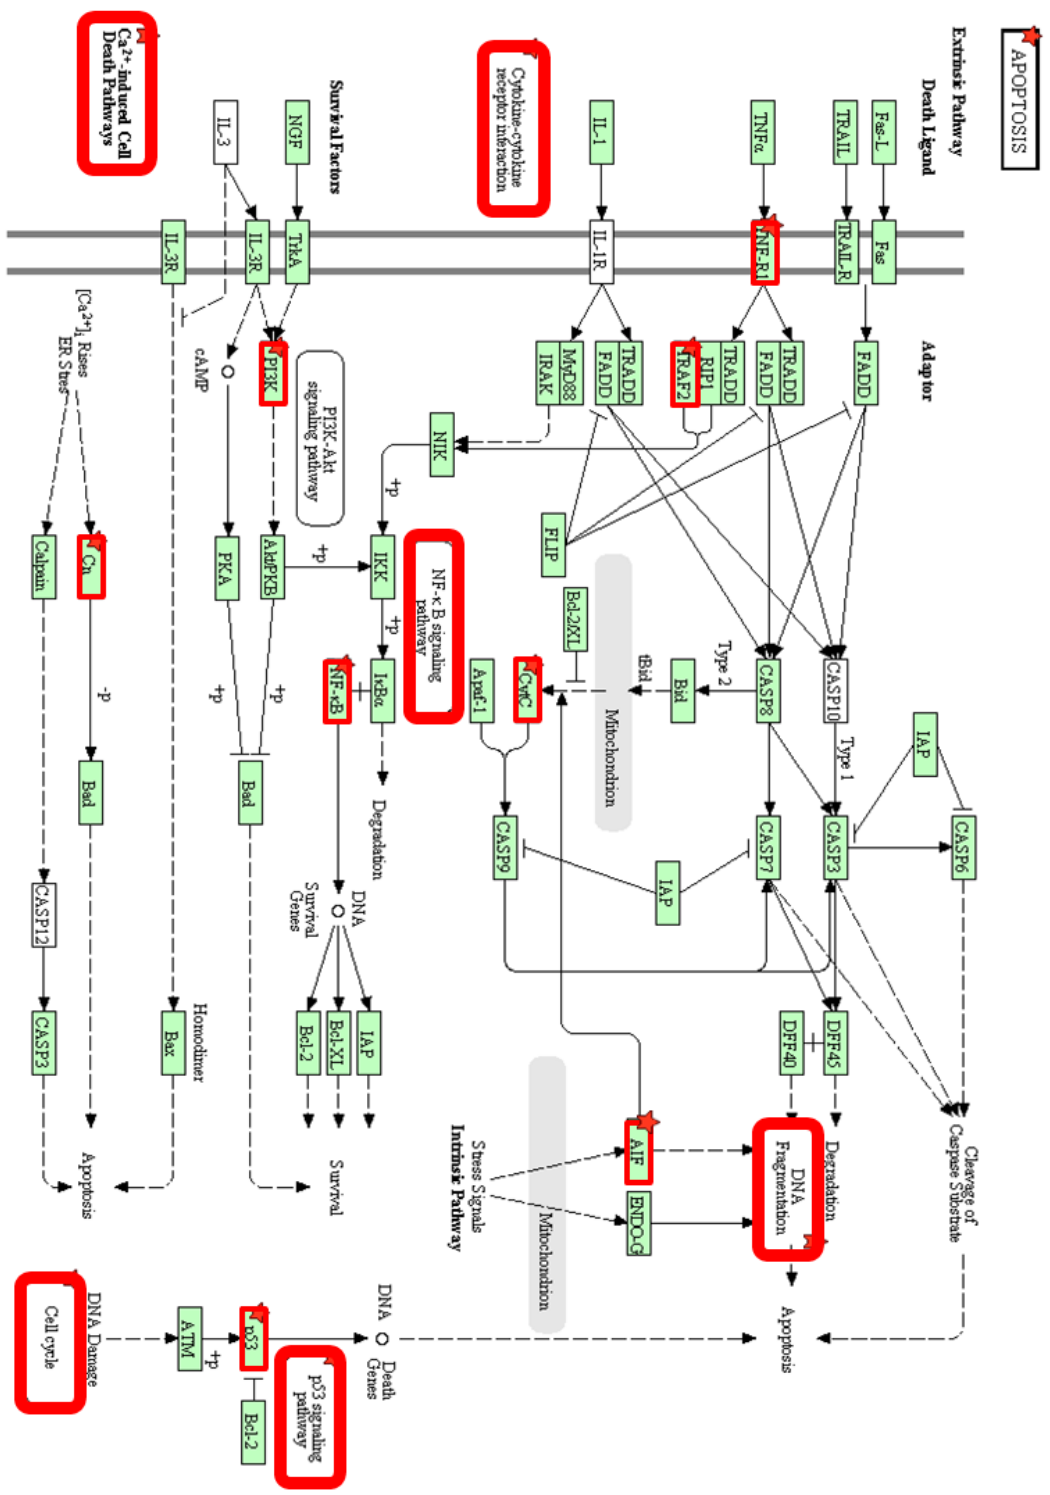 APOPTOSIS
Extrinsic Pathway
Death Ligand
Adaptor
Fas-L
Fas
FADD
TRAIL
TRAIL-R
TNFα
TNF-R1
TRADD
FADD
TRADD
RIP1
TRAF2
IL-1
IL-1R
TRADD
FADD
MyD88
IRAK
Cytokine-cytokine
receptor interaction
CASP10
Type 1
CASP8
Type 2
Bid
tBid
Mitochondrion
IAP
CASP6
CASP3
CASP7
IAP
CASP9
FLIP
Bcl-2/XL
CytC
Apaf-1
DFF45
DFF40
Degradation
Cleavage of
Caspase Substrate
DNA
Fragmentation
Apoptosis
AIF
ENDO-G
Stress Signals
Intrinsic Pathway
Mitochondrion
NIK
+p
IKK
+p
IκBα
Degradation
NF-κB signaling
pathway
NF-κB
DNA
Survival
Genes
IAP
Bcl-XL
Bcl-2
Survival
Survival Factors
NGF
TrkA
PI3K
PI3K-Akt
signaling pathway
Akt/PKB
+p
+p
IL-3
IL-3R
cAMP
PKA
+p
Bad
IL-3R
Homodimer
Bax
Apoptosis
Ca²⁺-induced Cell
Death Pathways
[Ca²⁺]i Rises
ER Stres
Cn
-p
Bad
Calpain
CASP12
CASP3
Cell cycle
DNA Damage
ATM
+p
p53
Bcl-2
p53 signaling
pathway
DNA
Death
Genes